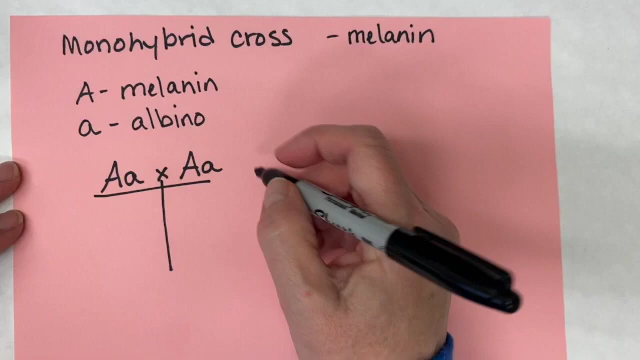 Monohybrid cross - melanin
A - melanin
a - albino
Aa x Aa